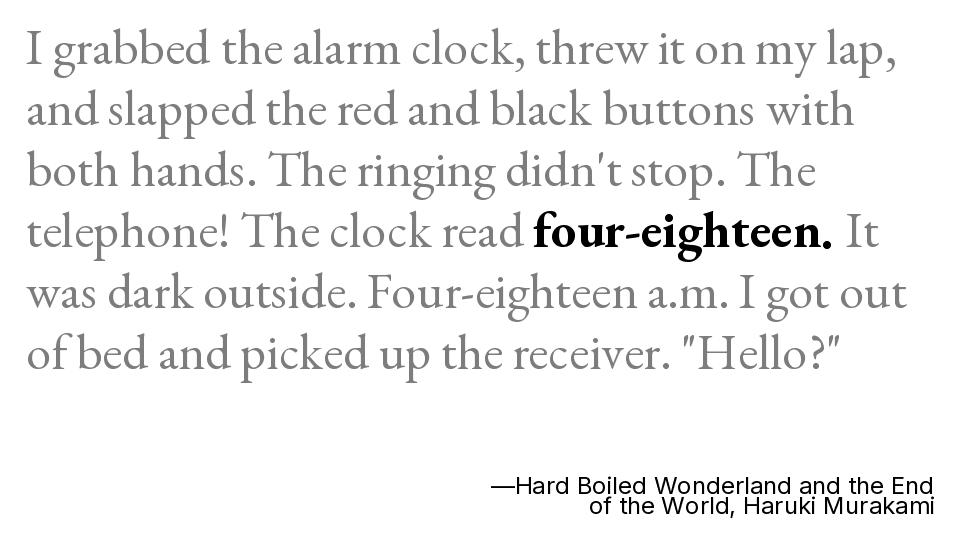 I grabbed the alarm clock, threw it on my lap,
and slapped the red and black buttons with
both hands. The ringing didn't stop. The
telephone! The clock read four-eighteen. It
was dark outside. Four-eighteen a.m. I got out
of bed and picked up the receiver. "Hello?"
—Hard Boiled Wonderland and the End
of the World, Haruki Murakami